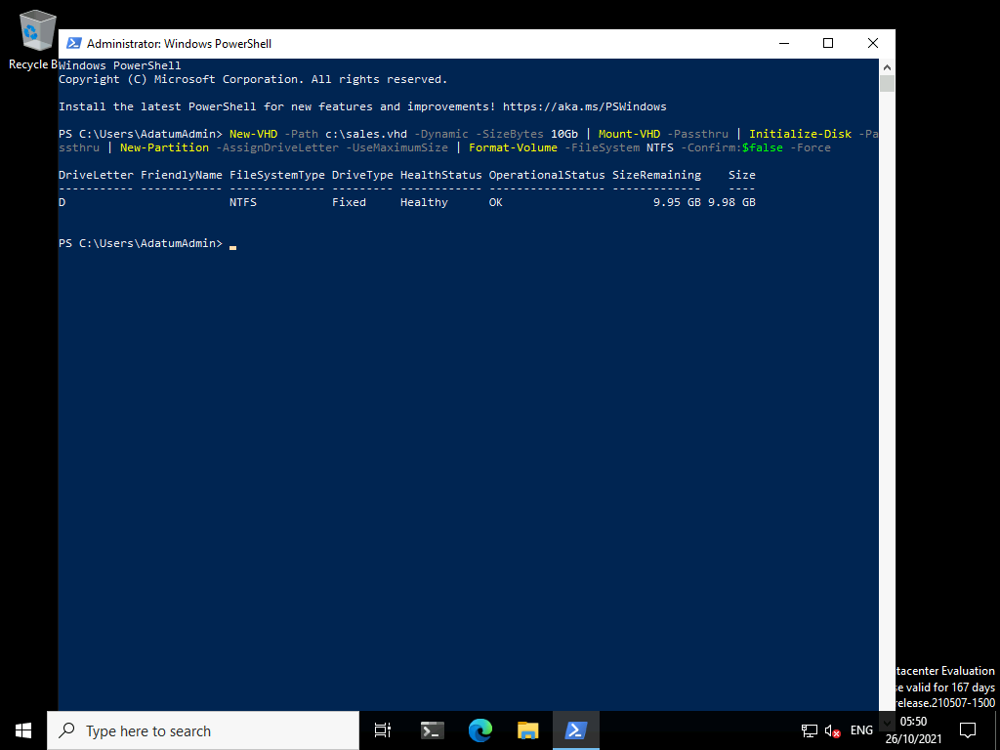 Recycle B
Administrator: Windows PowerShell
Windows PowerShell
Copyright (C) Microsoft Corporation. All rights reserved.
Install the latest PowerShell for new features and improvements! https://aka.ms/PSWindows
PS C:\Users\AdatumAdmin> New-VHD -Path c:\sales.vhd -Dynamic -SizeBytes 10Gb | Mount-VHD -Passthru | Initialize-Disk -Pa
ssthru | New-Partition -AssignDriveLetter -UseMaximumSize | Format-Volume -FileSystem NTFS -Confirm:$false -Force
DriveLetter FriendlyName FileSystemType DriveType HealthStatus OperationalStatus SizeRemaining    Size
----------- ------------ -------------- --------- ------------ ----------------- -------------    ----
D                        NTFS           Fixed     Healthy      OK                      9.95 GB 9.98 GB
PS C:\Users\AdatumAdmin>
tacenter Evaluation
se valid for 167 days
release.210507-1500
Type here to search
ENG
05:50
26/10/2021